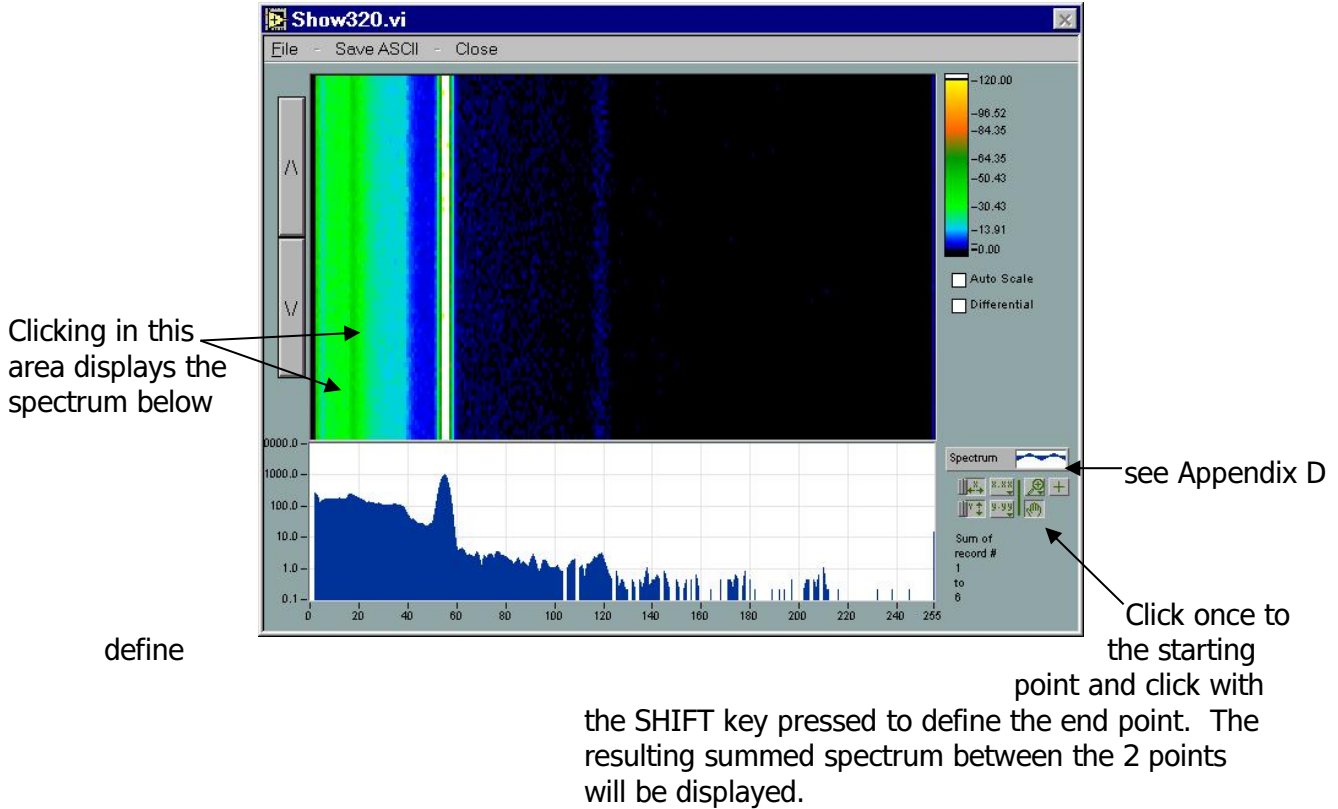 Show320.vi
File - Save ASCII - Close
/\
\/
120.00
96.52
84.35
64.35
50.43
30.43
13.91
0.00
Auto Scale
Differential
Clicking in this
area displays the
spectrum below
0000.0
1000.0
100.0
10.0
1.0
0.1
0 20 40 60 80 100 120 140 160 180 200 220 240 255
Spectrum
see Appendix D
X X.XX
Y 9.99
Sum of
record #
1
to
6
Click once to
define the starting
point and click with
the SHIFT key pressed to define the end point. The
resulting summed spectrum between the 2 points
will be displayed.